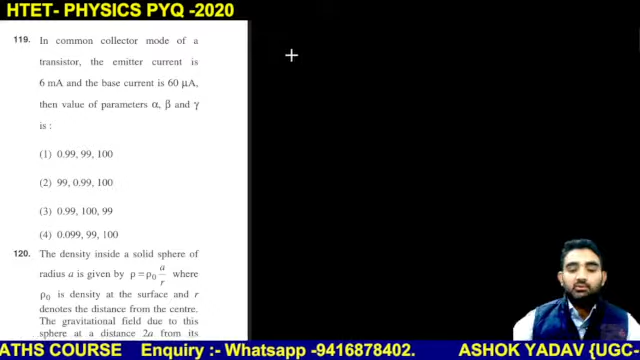 HTET- PHYSICS PYQ -2020
119. In common collector mode of a
transistor, the emitter current is
6 mA and the base current is 60 μA,
then value of parameters α, β and γ
is :
(1) 0.99, 99, 100
(2) 99, 0.99, 100
(3) 0.99, 100, 99
(4) 0.099, 99, 100
120. The density inside a solid sphere of
radius a is given by ρ = ρ₀ a/r where
ρ₀ is density at the surface and r
denotes the distance from the centre.
The gravitational field due to this
sphere at a distance 2a from its
ATHS COURSE Enquiry :- Whatsapp -9416878402. ASHOK YADAV {UGC-